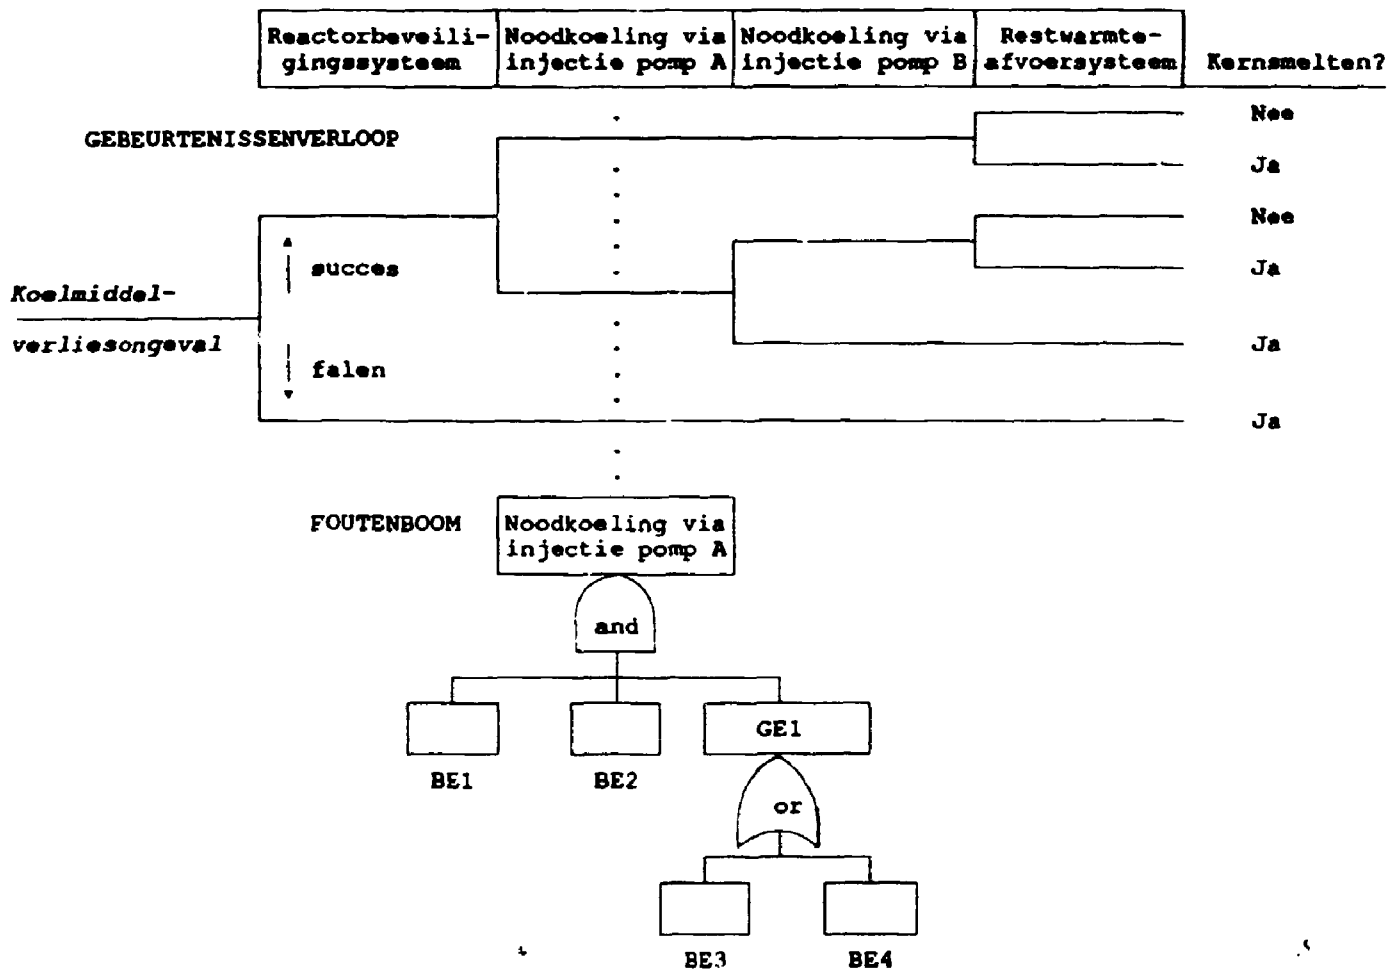 Reactorbeveili-
gingssysteem
Noodkoeling via
injectie pomp A
Noodkoeling via
injectie pomp B
Restwarmte-
afvoersysteem
Kernsmelten?
GEBEURTENISSENVERLOOP
Nee
Ja
Nee
succes
Ja
Koelmiddel-
verliesongeval
Ja
falen
Ja
FOUTENBOOM
Noodkoeling via
injectie pomp A
and
GE1
BE1
BE2
or
BE3
BE4